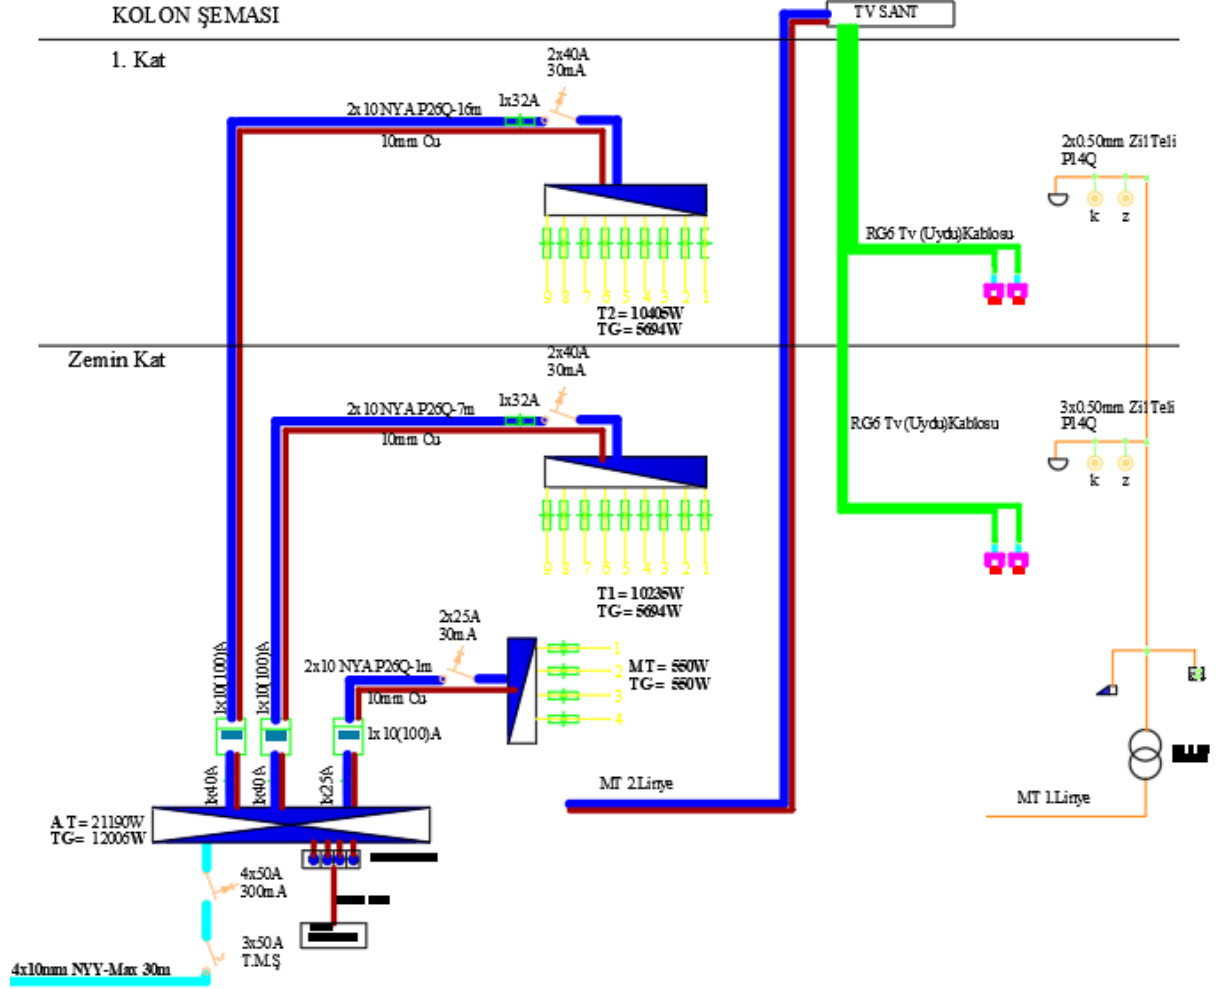 KOLON ŞEMASI
TV SANT
1. Kat
2x40A
30mA
1x32A
2x10 NYA P26Q-16m
10mm Cu
2x0.50mm Zil Teli
P14Q
k z
RG6 Tv (Uydu)Kablosu
9 8 7 6 5 4 3 2 1
T2 = 10405W
TG = 5694W
Zemin Kat
2x40A
30mA
1x32A
2x10 NYA P26Q-7m
10mm Cu
3x0.50mm Zil Teli
P14Q
RG6 Tv (Uydu)Kablosu
k z
9 8 7 6 5 4 3 2 1
T1 = 10235W
TG = 5694W
2x25A
30mA
1x10(100)A
1x10(100)A
2x10 NYA P26Q-1m
10mm Cu
1
2
3
4
MT = 550W
TG = 550W
1x10(100)A
1x40A
1x40A
1x25A
MT 2.Linye
MT 1.Linye
A.T = 21190W
TG = 12006W
4x50A
300mA
3x50A
T.M.Ş
4x10mm NYY-Max 30m